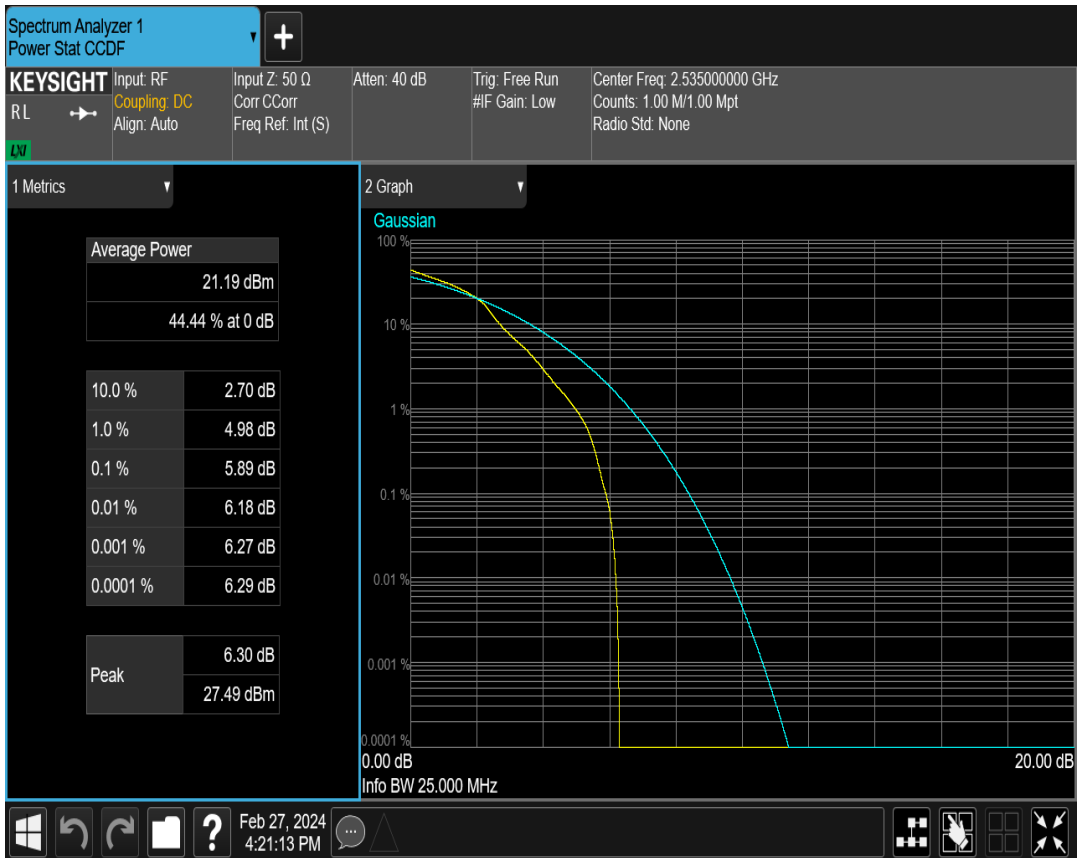 Spectrum Analyzer 1
Power Stat CCDF
+
KEYSIGHT
RL
LXI
Input: RF
Coupling: DC
Align: Auto
Input Z: 50 Ω
Corr CCorr
Freq Ref: Int (S)
Atten: 40 dB
Trig: Free Run
#IF Gain: Low
Center Freq: 2.535000000 GHz
Counts: 1.00 M/1.00 Mpt
Radio Std: None
1 Metrics
Average Power
21.19 dBm
44.44 % at 0 dB
10.0 % 2.70 dB
1.0 % 4.98 dB
0.1 % 5.89 dB
0.01 % 6.18 dB
0.001 % 6.27 dB
0.0001 % 6.29 dB
Peak
6.30 dB
27.49 dBm
2 Graph
Gaussian
100 %
10 %
1 %
0.1 %
0.01 %
0.001 %
0.0001 %
0.00 dB 20.00 dB
Info BW 25.000 MHz
?
Feb 27, 2024
4:21:13 PM